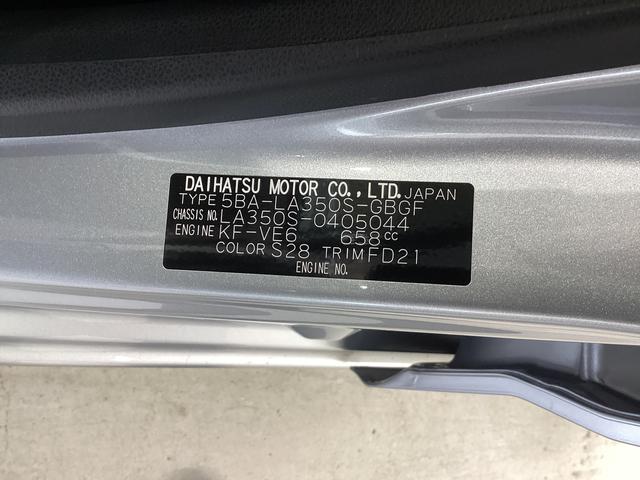 DAIHATSU MOTOR CO., LTD. JAPAN
TYPE 5BA-LA350S-GBGF
CHASSIS NO. LA350S-0405044
ENGINE KF-VE6 658cc
COLOR S28 TRIM FD21
ENGINE NO.